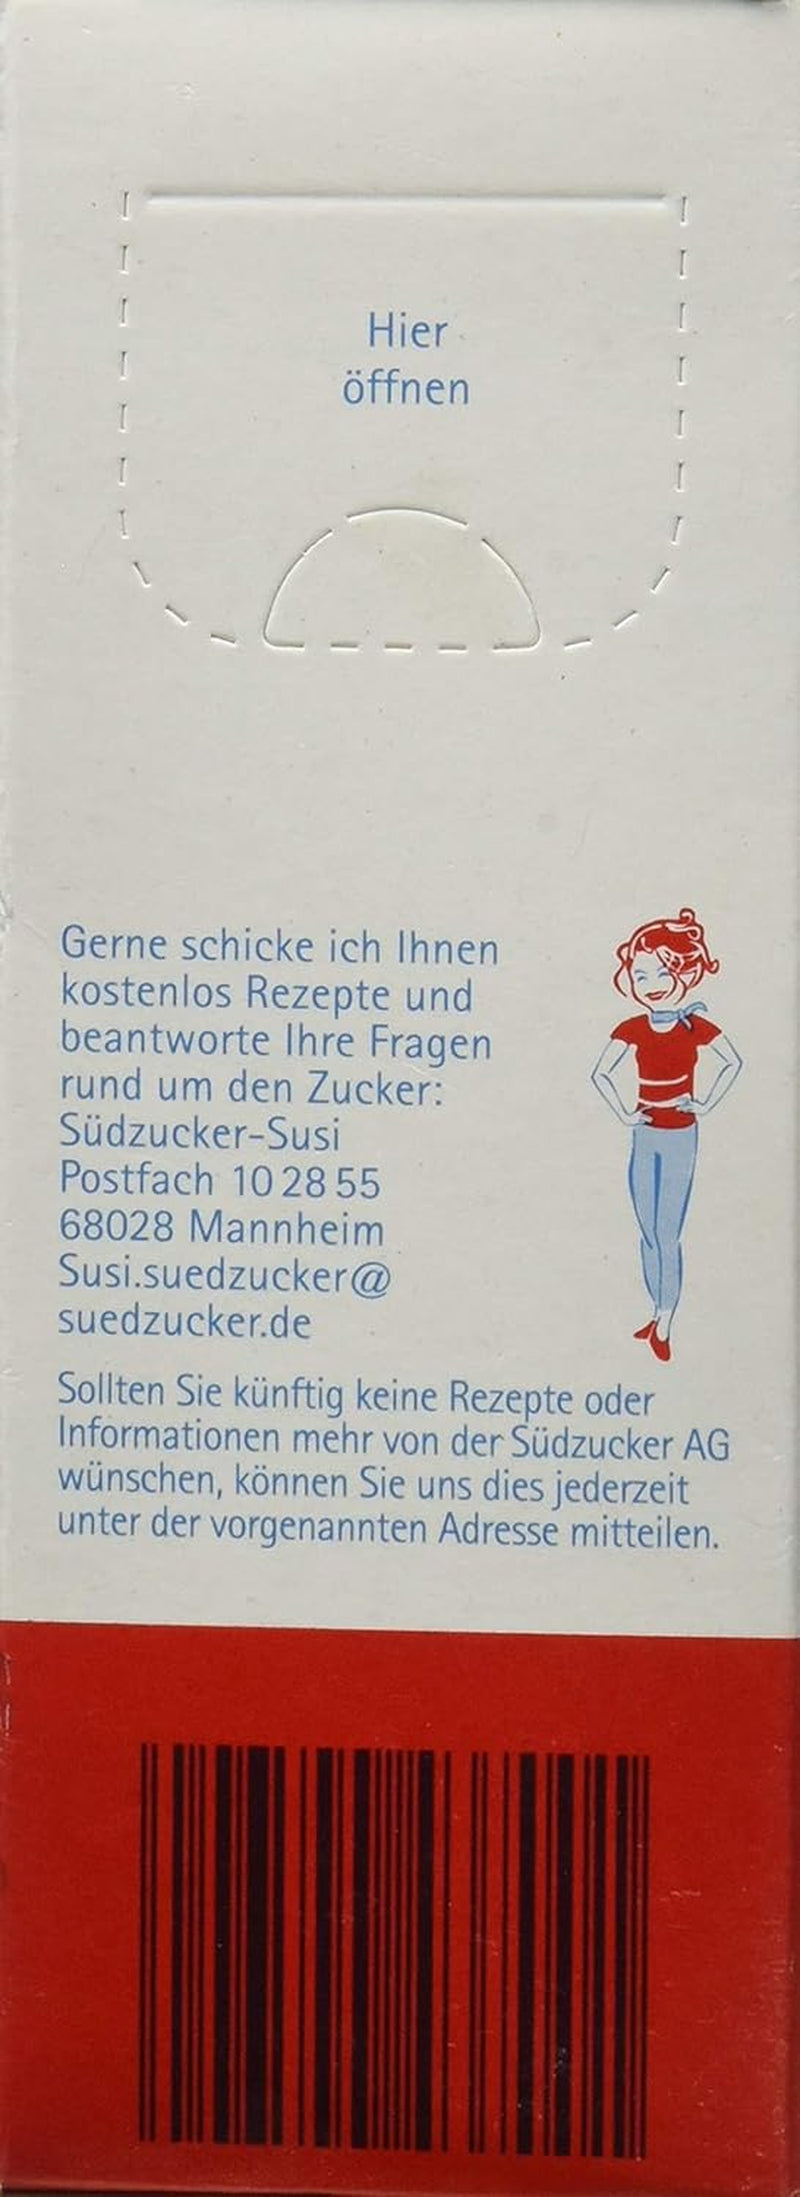 Hier
öffnen
Gerne schicke ich Ihnen
kostenlos Rezepte und
beantworte Ihre Fragen
rund um den Zucker:
Südzucker-Susi
Postfach 10 28 55
68028 Mannheim
Susi.suedzucker@
suedzucker.de
Sollten Sie künftig keine Rezepte oder
Informationen mehr von der Südzucker AG
wünschen, können Sie uns dies jederzeit
unter der vorgenannten Adresse mitteilen.